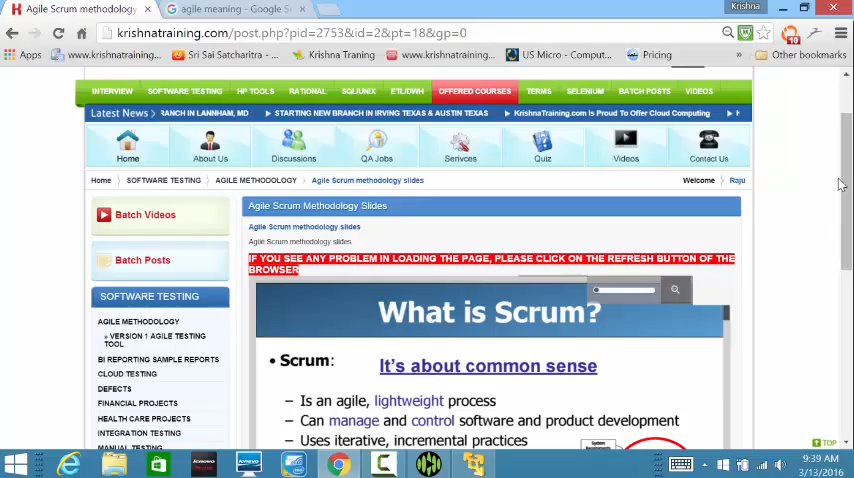 Krishna
Agile Scrum methodology s
agile meaning - Google S
krishnatraining.com/post.php?pid=2753&id=2&pt=18&gp=0
10
Apps
www.krishnatraining...
Sri Sai Satcharitra - ...
Krishna Traning
www.krishnatraining...
US Micro - Comput...
Pricing
»
Other bookmarks
INTERVIEW SOFTWARE TESTING HP TOOLS RATIONAL SQL/UNIX ETL/DWH OFFERED COURSES TERMS SELENIUM BATCH POSTS VIDEOS
Latest News > BRANCH IN LANNHAM, MD STARTING NEW BRANCH IN IRVING TEXAS & AUSTIN TEXAS KrishnaTraining.com Is Proud To Offer Cloud Computing
Home About Us Discussions QA Jobs Serivces Quiz Videos Contact Us
Home SOFTWARE TESTING AGILE METHODOLOGY Agile Scrum methodology slides Welcome Raju
Batch Videos
Batch Posts
SOFTWARE TESTING
AGILE METHODOLOGY
» VERSION 1 AGILE TESTING
TOOL
BI REPORTING SAMPLE REPORTS
CLOUD TESTING
DEFECTS
FINANCIAL PROJECTS
HEALTH CARE PROJECTS
INTEGRATION TESTING
MANUAL TESTING
Agile Scrum Methodology Slides
Agile Scrum methodology slides
Agile Scrum methodology slides
IF YOU SEE ANY PROBLEM IN LOADING THE PAGE, PLEASE CLICK ON THE REFRESH BUTTON OF THE
BROWSER
What is Scrum?
• Scrum: It's about common sense
– Is an agile, lightweight process
– Can manage and control software and product development
– Uses iterative, incremental practices
System
TOP
lenovo
9:39 AM
3/13/2016